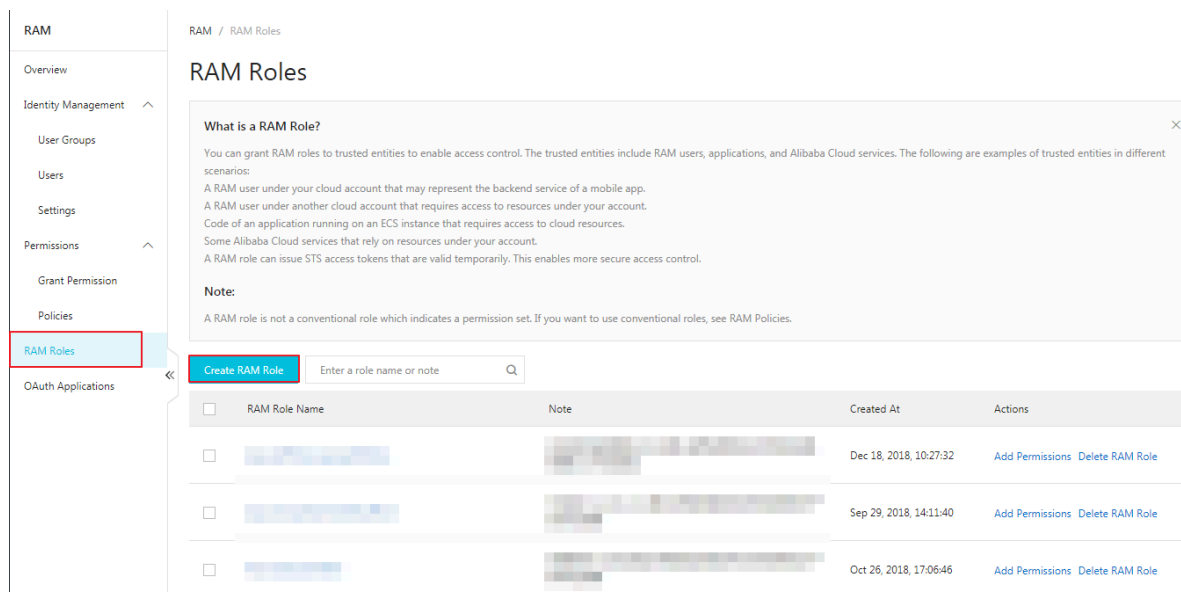 RAM
Overview
Identity Management
User Groups
Users
Settings
Permissions
Grant Permission
Policies
RAM Roles
OAuth Applications
RAM / RAM Roles
RAM Roles
What is a RAM Role?
You can grant RAM roles to trusted entities to enable access control. The trusted entities include RAM users, applications, and Alibaba Cloud services. The following are examples of trusted entities in different
scenarios:
A RAM user under your cloud account that may represent the backend service of a mobile app.
A RAM user under another cloud account that requires access to resources under your account.
Code of an application running on an ECS instance that requires access to cloud resources.
Some Alibaba Cloud services that rely on resources under your account.
A RAM role can issue STS access tokens that are valid temporarily. This enables more secure access control.
Note:
A RAM role is not a conventional role which indicates a permission set. If you want to use conventional roles, see RAM Policies.
Create RAM Role Enter a role name or note
RAM Role Name Note Created At Actions
Dec 18, 2018, 10:27:32 Add Permissions Delete RAM Role
Sep 29, 2018, 14:11:40 Add Permissions Delete RAM Role
Oct 26, 2018, 17:06:46 Add Permissions Delete RAM Role